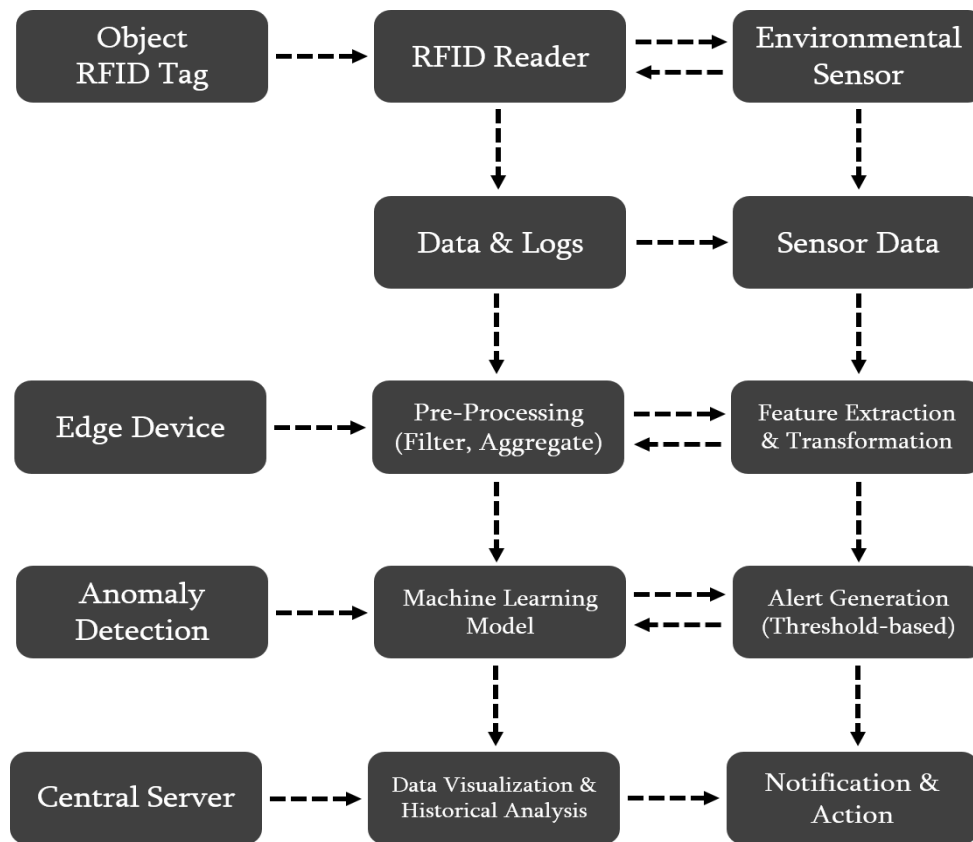 Object
RFID Tag
RFID Reader
Environmental
Sensor
Data & Logs
Sensor Data
Edge Device
Pre-Processing
(Filter, Aggregate)
Feature Extraction
& Transformation
Anomaly
Detection
Machine Learning
Model
Alert Generation
(Threshold-based)
Central Server
Data Visualization &
Historical Analysis
Notification &
Action